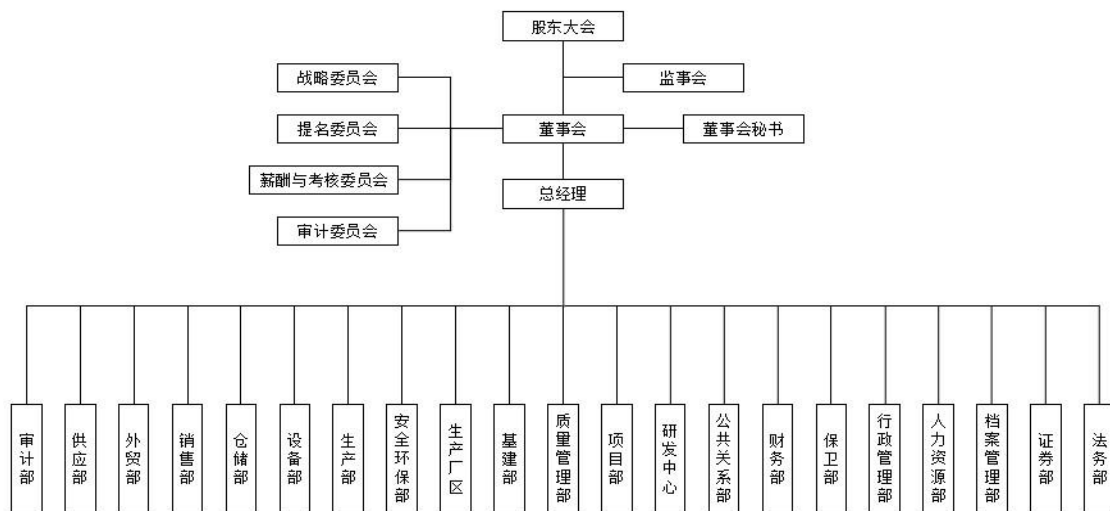 股东大会
战略委员会
监事会
提名委员会
董事会
董事会秘书
薪酬与考核委员会
总经理
审计委员会
审计部
供应部
外贸部
销售部
仓储部
设备部
生产部
安全环保部
生产厂区
基建部
质量管理部
项目部
研发中心
公共关系部
财务部
保卫部
行政管理部
人力资源部
档案管理部
证券部
法务部